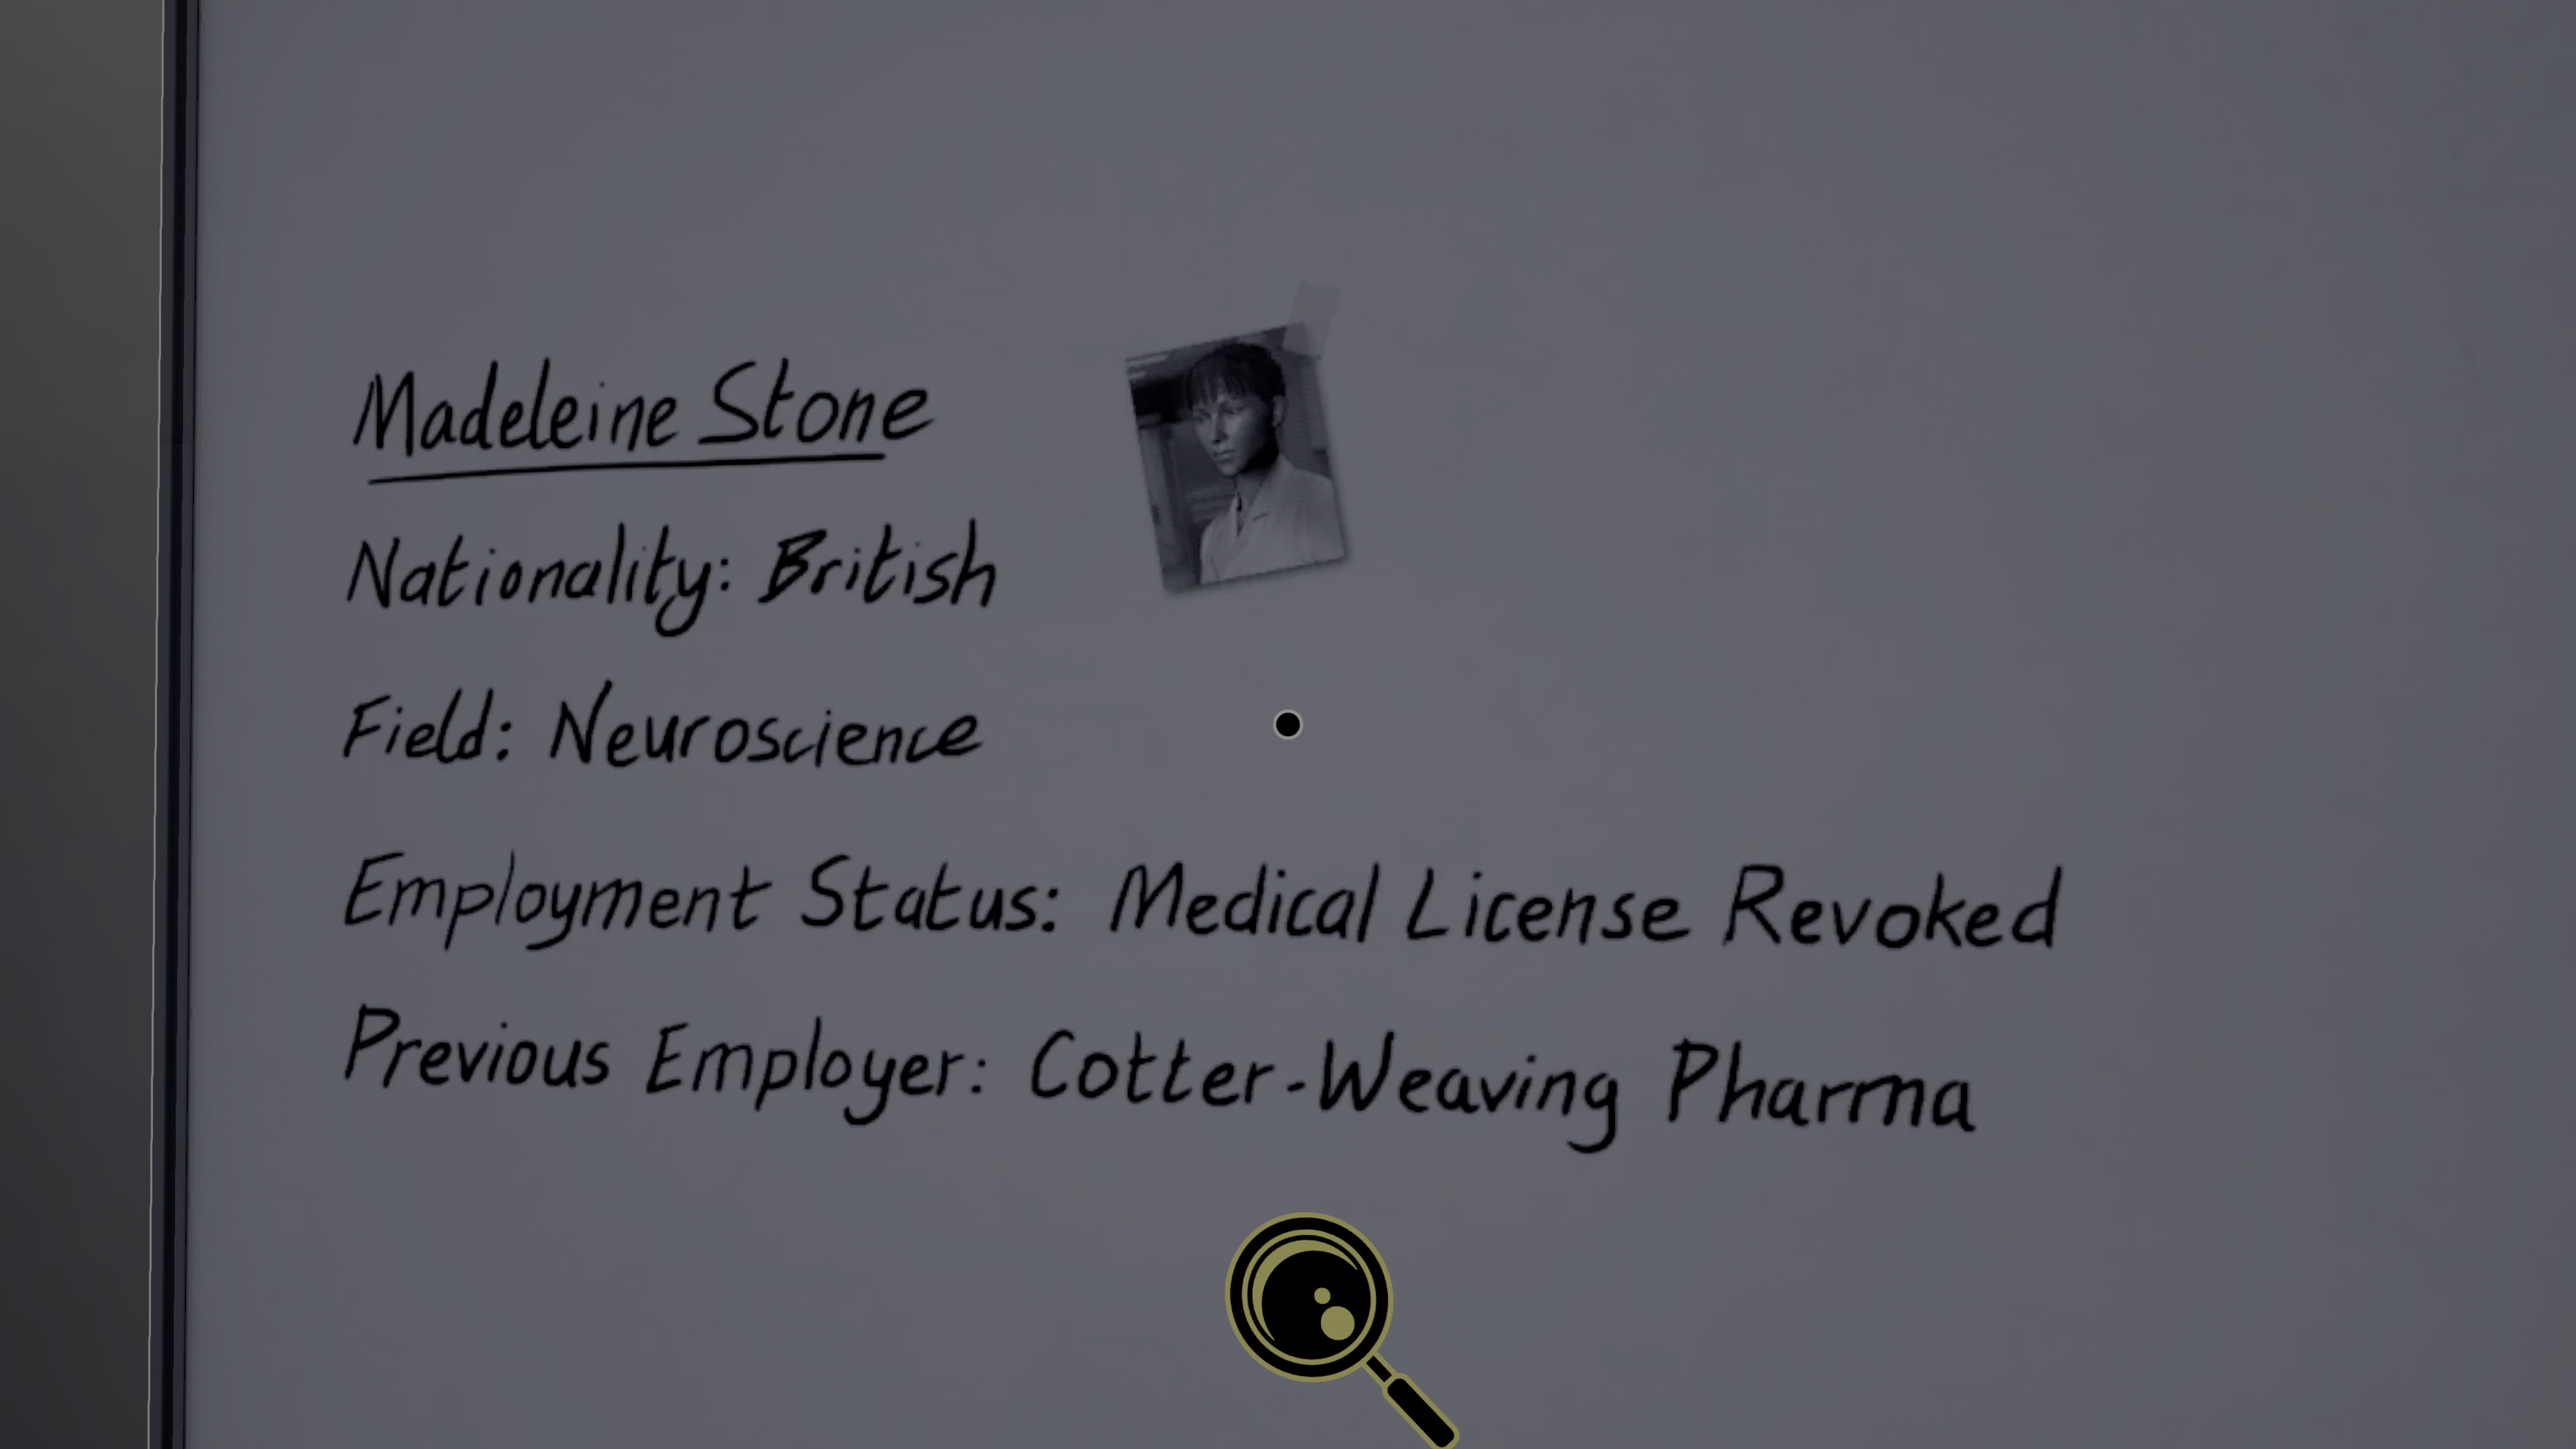 Madeleine Stone
Nationality: British
Field: Neuroscience
Employment Status: Medical License Revoked
Previous Employer: Cotter-Weaving Pharma